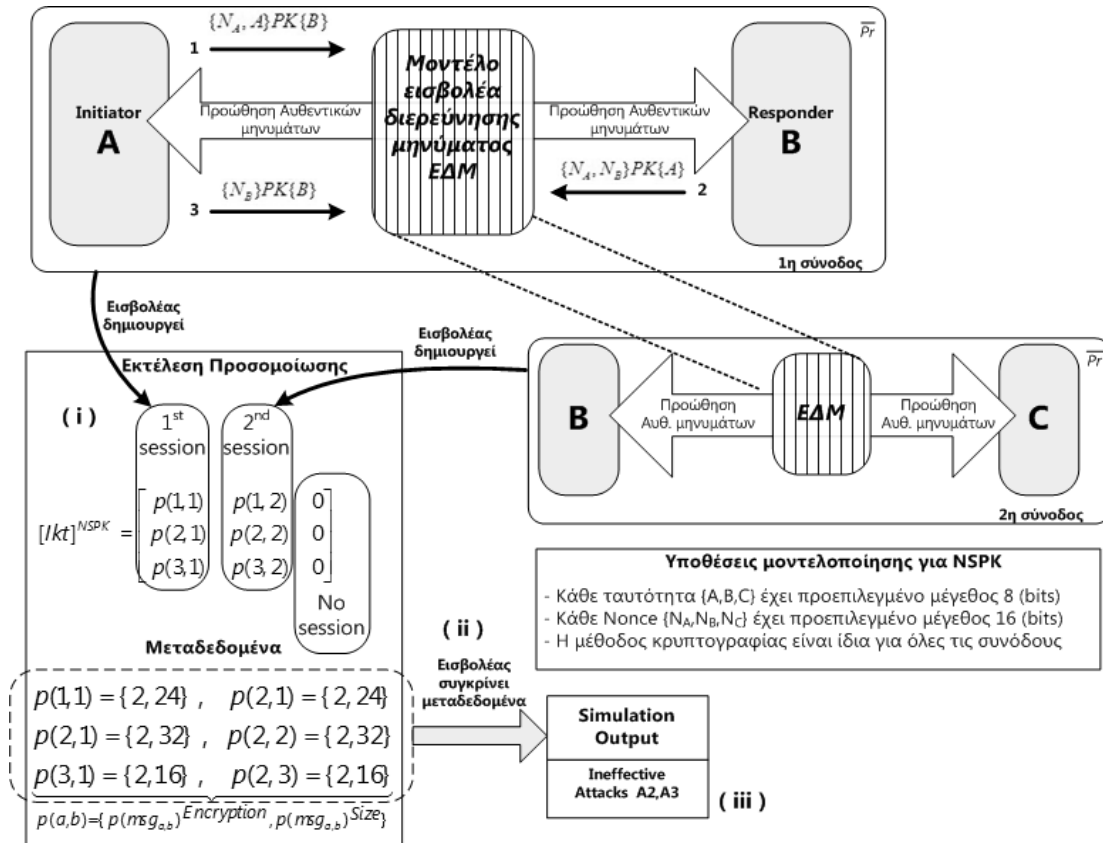 {N_A, A}PK{B}
P̅r̅
1
Initiator
A
Προώθηση Αυθεντικών
μηνυμάτων
Μοντέλο
εισβολέα
διερεύνησης
μηνύματος
ΕΔΜ
Προώθηση Αυθεντικών
μηνυμάτων
Responder
B
{N_B}PK{B}
3
{N_A, N_B}PK{A}
2
1η σύνοδος
Εισβολέας
δημιουργεί
Εισβολέας
δημιουργεί
P̅r̅
B
Προώθηση
Αυθ. μηνυμάτων
ΕΔΜ
Προώθηση
Αυθ. μηνυμάτων
C
2η σύνοδος
Εκτέλεση Προσομοίωσης
( i )
1st
session
2nd
session
[Ikt]^NSPK =
p(1,1) p(1,2) 0
p(2,1) p(2,2) 0
p(3,1) p(3,2) 0
No
session
Υποθέσεις μοντελοποίησης για NSPK
- Κάθε ταυτότητα {A,B,C} έχει προεπιλεγμένο μέγεθος 8 (bits)
- Κάθε Nonce {N_A,N_B,N_C} έχει προεπιλεγμένο μέγεθος 16 (bits)
- Η μέθοδος κρυπτογραφίας είναι ίδια για όλες τις συνόδους
Μεταδεδομένα
p(1,1) = {2,24} , p(2,1) = {2,24}
p(2,1) = {2,32} , p(2,2) = {2,32}
p(3,1) = {2,16} , p(2,3) = {2,16}
p(a,b)={ p(msg_a,b)^Encryption , p(msg_a,b)^Size}
( ii )
Εισβολέας
συγκρίνει
μεταδεδομένα
Simulation
Output
Ineffective
Attacks A2,A3
( iii )